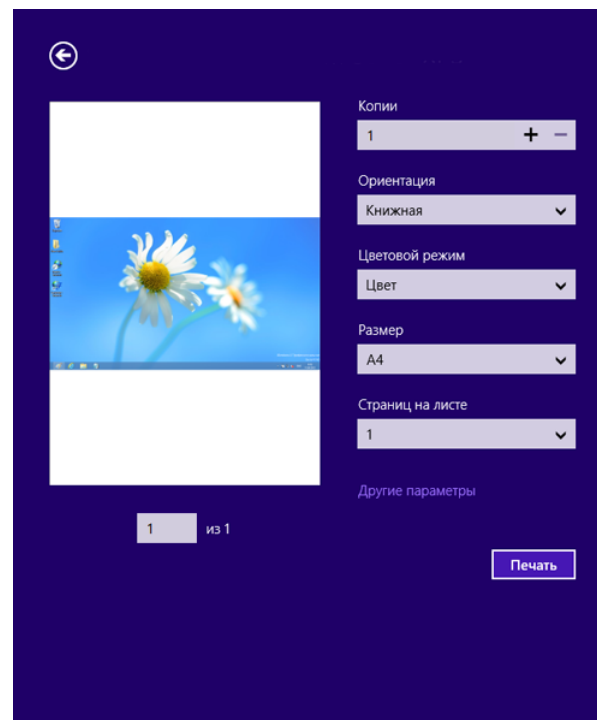 Копии
1
Ориентация
Книжная
Цветовой режим
Цвет
Размер
A4
Страниц на листе
1
Другие параметры
1 из 1
Печать